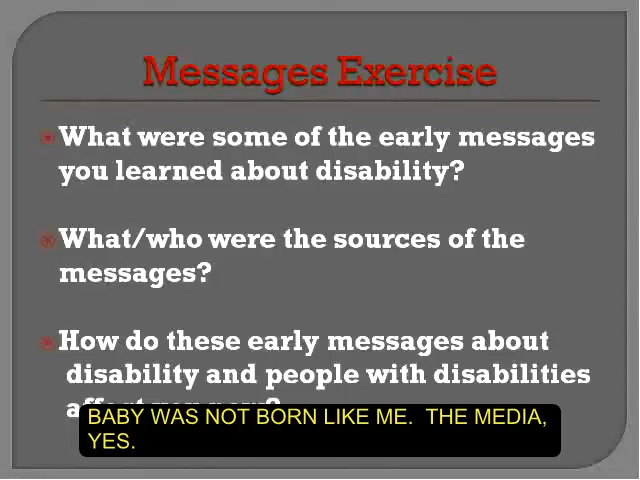 Messages Exercise
What were some of the early messages
you learned about disability?
What/who were the sources of the
messages?
How do these early messages about
disability and people with disabilities
BABY WAS NOT BORN LIKE ME. THE MEDIA,
YES.